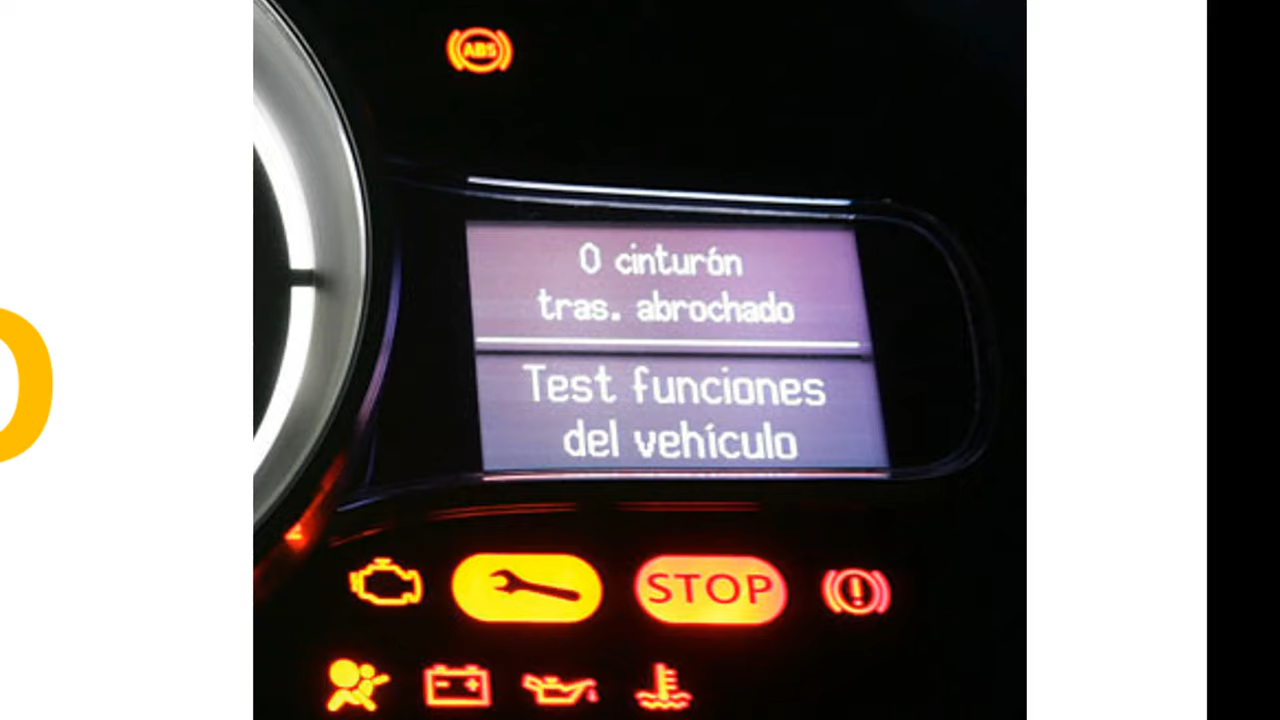 ABS
0 cinturón
tras. abrochado
Test funciones
del vehículo
STOP